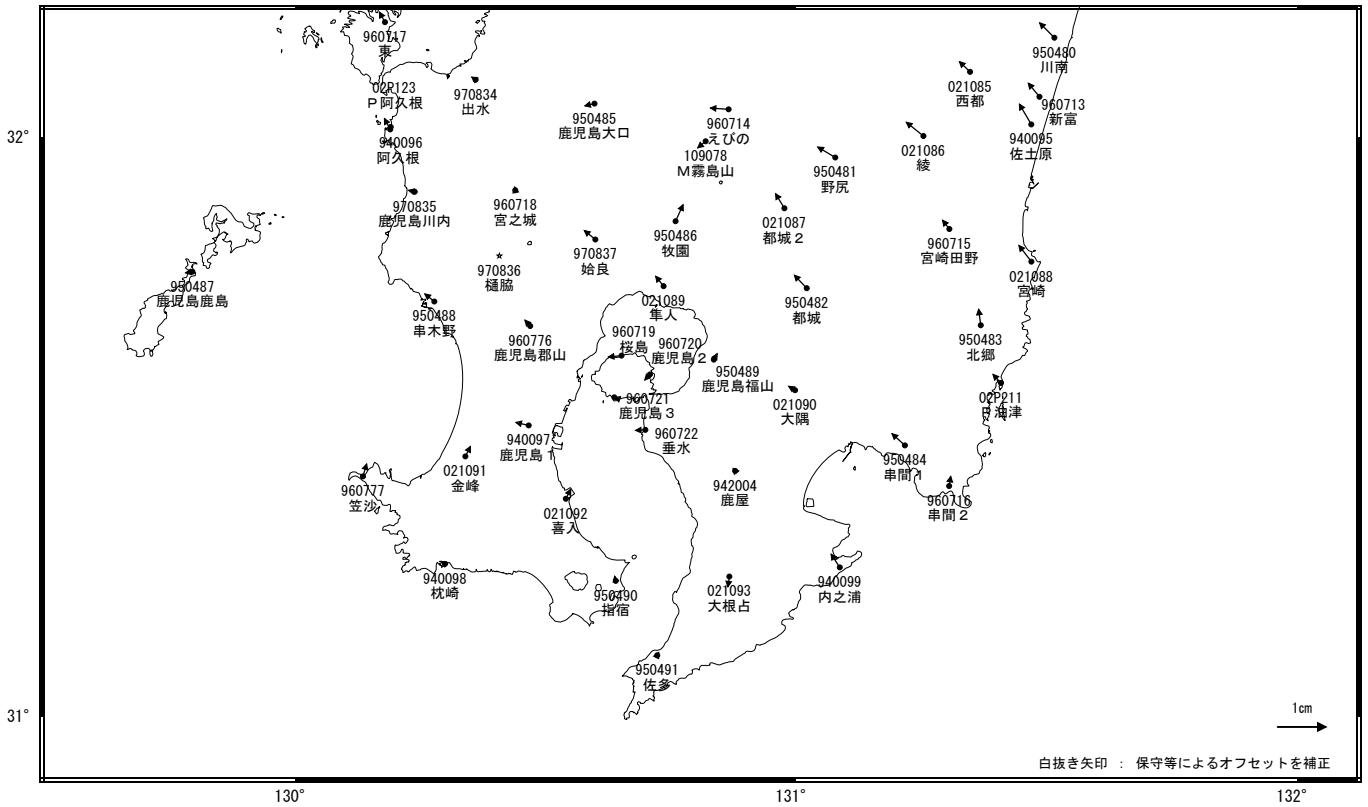 960717
東
950480
川南
02P123
P阿久根
970834
出水
021085
西都
960713
新富
950485
鹿児島大口
960714
えびの
32°
940096
阿久根
109078
M霧島山
950481
野尻
021086
綾
940095
佐土原
970835
鹿児島川内
960718
宮之城
950486
牧園
021087
都城2
960715
宮崎田野
970837
姶良
970836
樋脇
950487
鹿児島鹿島
021088
宮崎
950488
串木野
021089
隼人
950482
都城
960776
鹿児島郡山
960719
桜島
960720
鹿児島2
950483
北郷
950489
鹿児島福山
960721
鹿児島3
021090
大隅
02P211
P油津
940097
鹿児島1
960722
垂水
950484
串間1
021091
金峰
960777
笠沙
942004
鹿屋
960716
串間2
021092
喜入
940098
枕崎
950490
指宿
021093
大根占
940099
内之浦
950491
佐多
31°
1cm
白抜き矢印 : 保守等によるオフセットを補正
130°
131°
132°